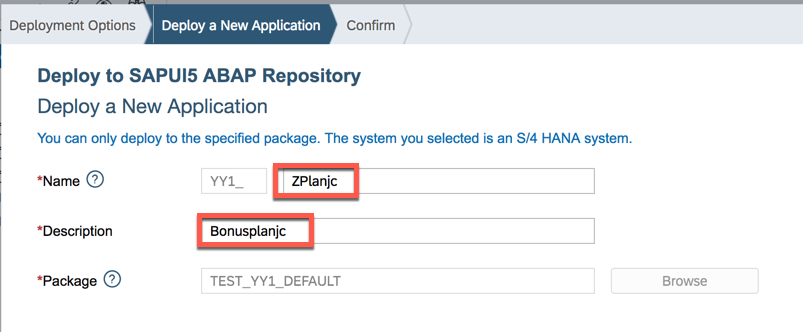 Deployment Options Deploy a New Application Confirm
Deploy to SAPUI5 ABAP Repository
Deploy a New Application
You can only deploy to the specified package. The system you selected is an S/4 HANA system.
*Name ? YY1_ ZPlanjc
*Description Bonusplanjc
*Package ? TEST_YY1_DEFAULT Browse